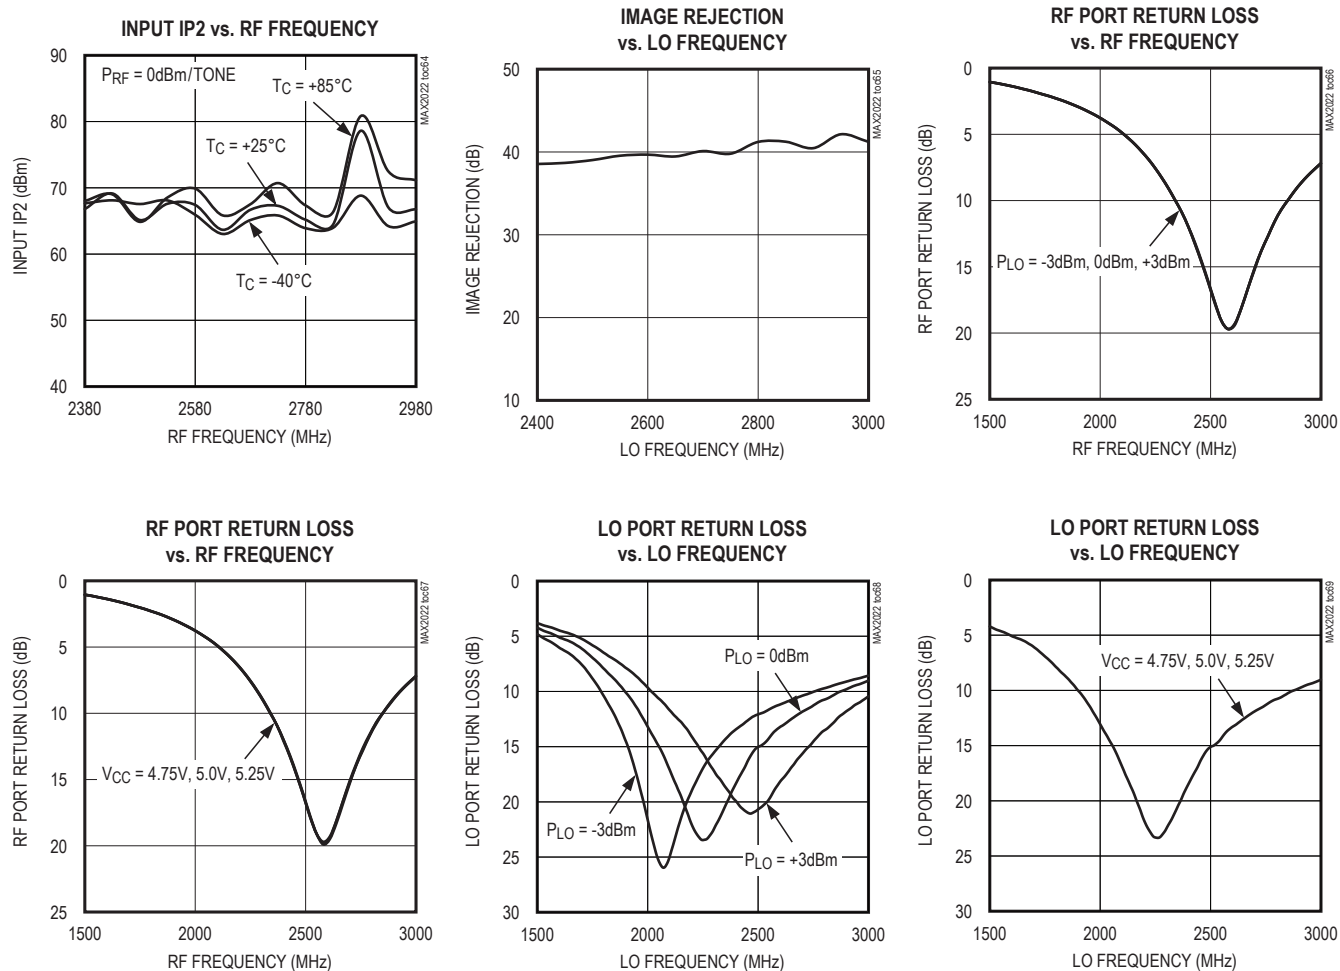 INPUT IP2 vs. RF FREQUENCY
90
80
70
60
50
40
INPUT IP2 (dBm)
PRF = 0dBm/TONE
TC = +85°C
TC = +25°C
TC = -40°C
MAX2022 toc64
2380
2580
2780
2980
RF FREQUENCY (MHz)
IMAGE REJECTION
vs. LO FREQUENCY
50
40
30
20
10
IMAGE REJECTION (dB)
MAX2022 toc65
2400
2600
2800
3000
LO FREQUENCY (MHz)
RF PORT RETURN LOSS
vs. RF FREQUENCY
0
5
10
15
20
25
RF PORT RETURN LOSS (dB)
PLO = -3dBm, 0dBm, +3dBm
MAX2022 toc66
1500
2000
2500
3000
RF FREQUENCY (MHz)
RF PORT RETURN LOSS
vs. RF FREQUENCY
0
5
10
15
20
25
RF PORT RETURN LOSS (dB)
VCC = 4.75V, 5.0V, 5.25V
MAX2022 toc67
1500
2000
2500
3000
RF FREQUENCY (MHz)
LO PORT RETURN LOSS
vs. LO FREQUENCY
0
5
10
15
20
25
30
LO PORT RETURN LOSS (dB)
PLO = 0dBm
PLO = -3dBm
PLO = +3dBm
MAX2022 toc68
1500
2000
2500
3000
LO FREQUENCY (MHz)
LO PORT RETURN LOSS
vs. LO FREQUENCY
0
5
10
15
20
25
30
LO PORT RETURN LOSS (dB)
VCC = 4.75V, 5.0V, 5.25V
MAX2022 toc69
1500
2000
2500
3000
LO FREQUENCY (MHz)